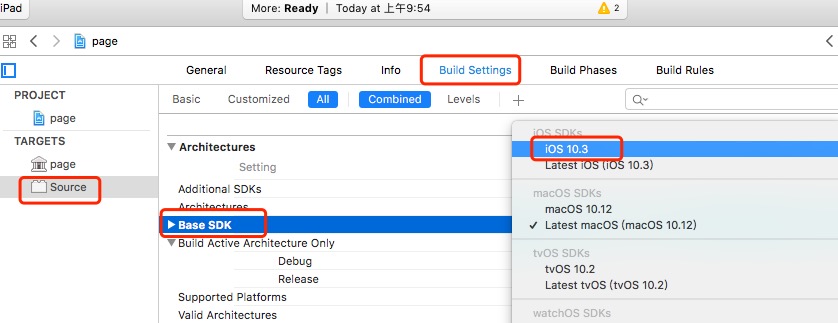 iPad
More: Ready | Today at 上午9:54
2
page
General Resource Tags Info Build Settings Build Phases Build Rules
PROJECT
page
TARGETS
page
Source
Basic Customized All Combined Levels +
Architectures
Setting
Additional SDKs
Architectures
Base SDK
Build Active Architecture Only
Debug
Release
Supported Platforms
Valid Architectures
iOS SDKs
iOS 10.3
Latest iOS (iOS 10.3)
macOS SDKs
macOS 10.12
✓ Latest macOS (macOS 10.12)
tvOS SDKs
tvOS 10.2
Latest tvOS (tvOS 10.2)
watchOS SDKs